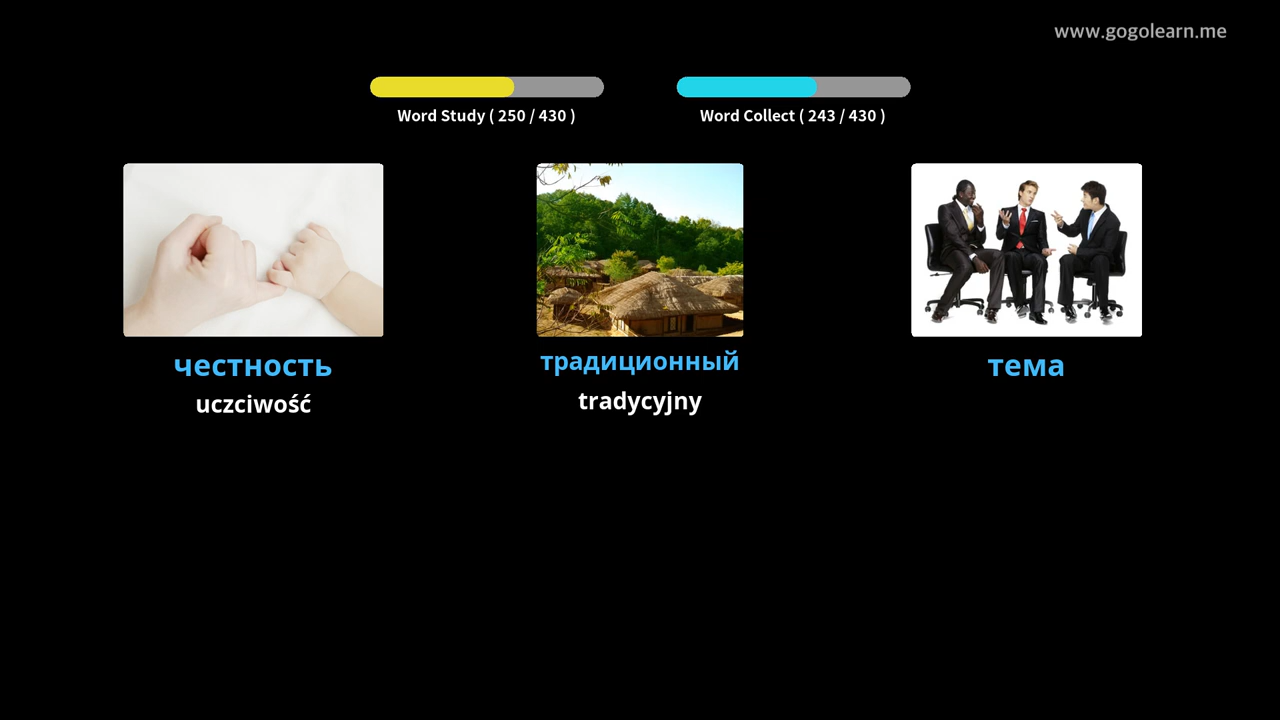 www.gogolearn.me
Word Study ( 250 / 430 )
Word Collect ( 243 / 430 )
честность
традиционный
тема
uczciwość
tradycyjny